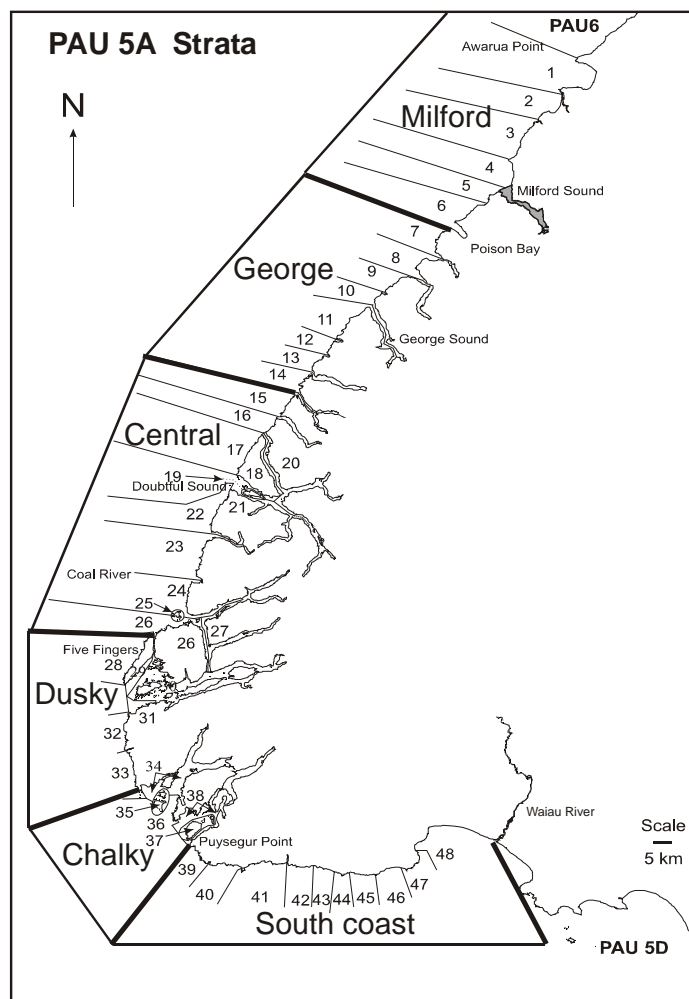 PAU 5A Strata
PAU6
Awarua Point
N
1
2
Milford
3
4
5
Milford Sound
6
7
Poison Bay
George
8
9
10
11
George Sound
12
13
14
15
16
Central
17
20
19
18
Doubtful Sound
21
22
23
Coal River
24
25
26
27
26
Five Fingers
28
Dusky
31
32
34
33
38
35
36
Waiau River
Scale
37
Puysegur Point
5 km
Chalky
48
39
47
40
41
42
43
44
45
46
South coast
PAU 5D